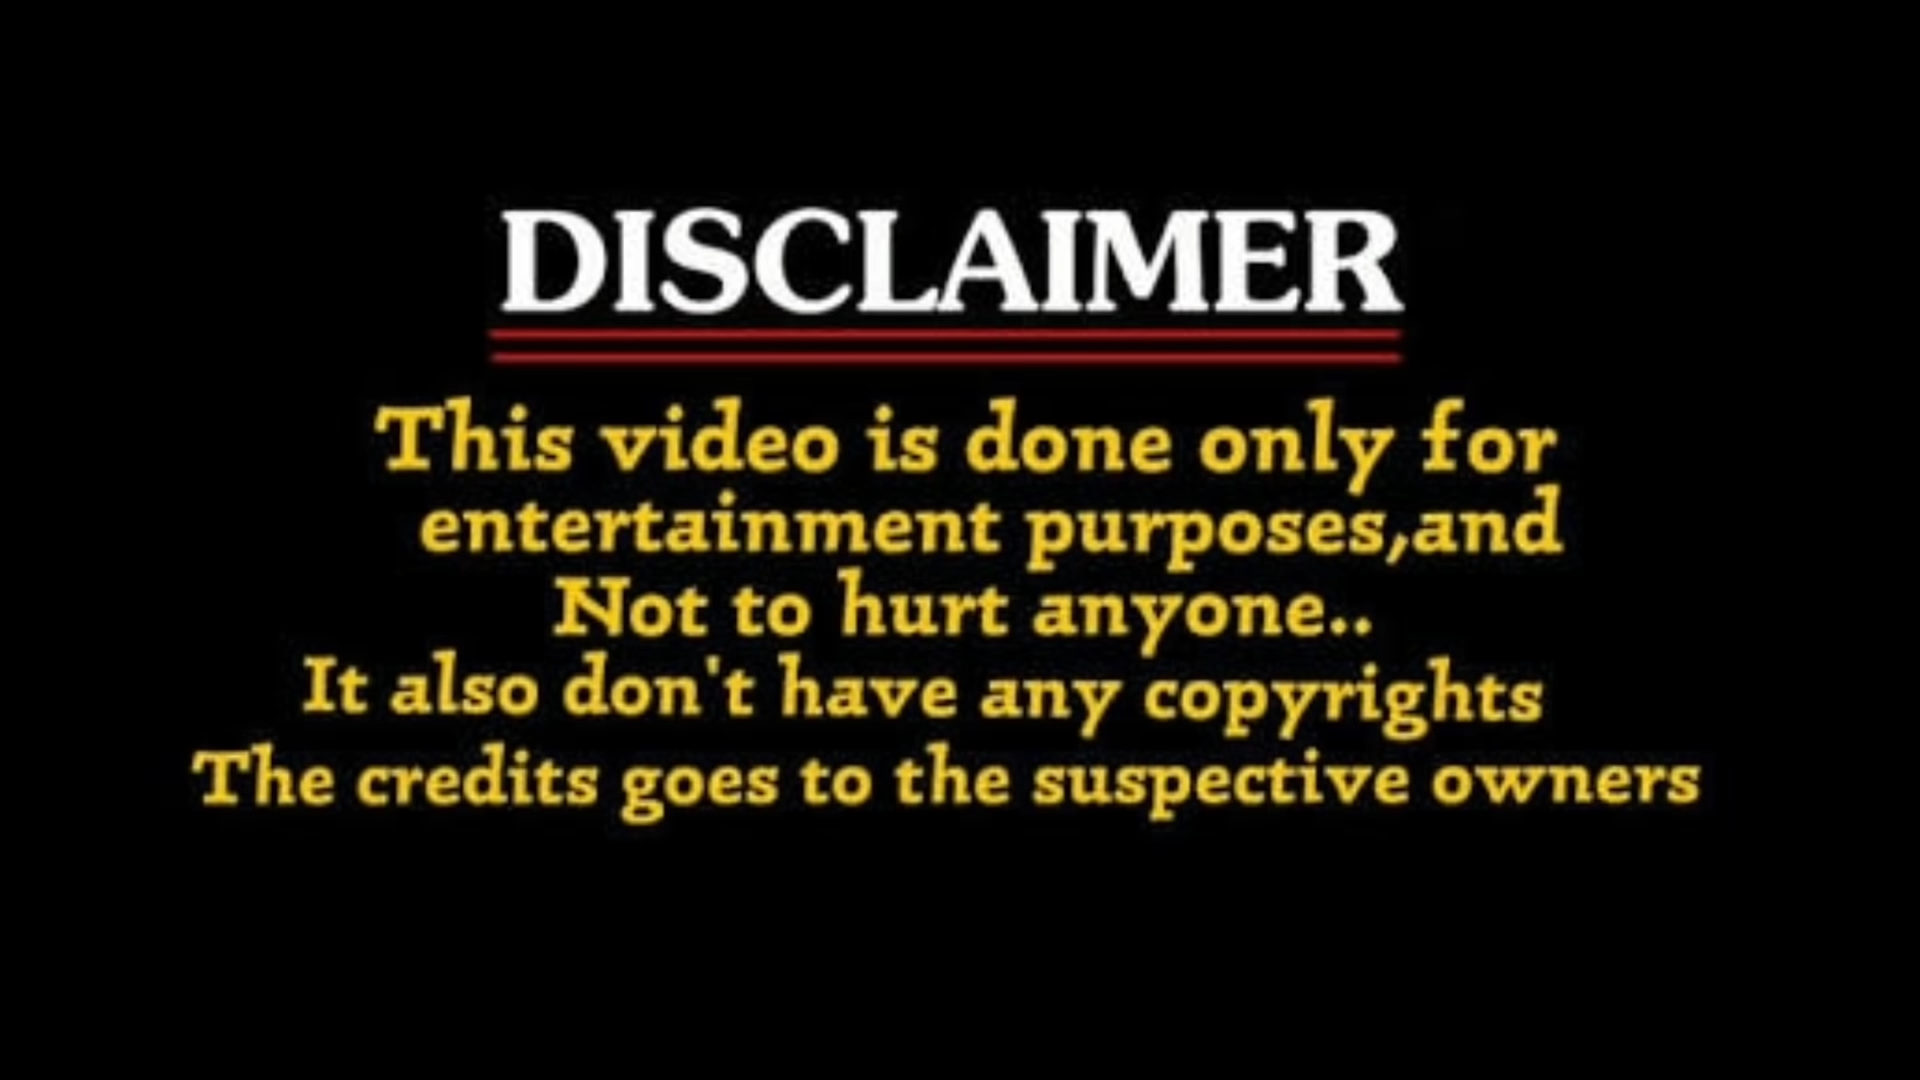 DISCLAIMER
This video is done only for
entertainment purposes,and
Not to hurt anyone..
It also don't have any copyrights
The credits goes to the suspective owners